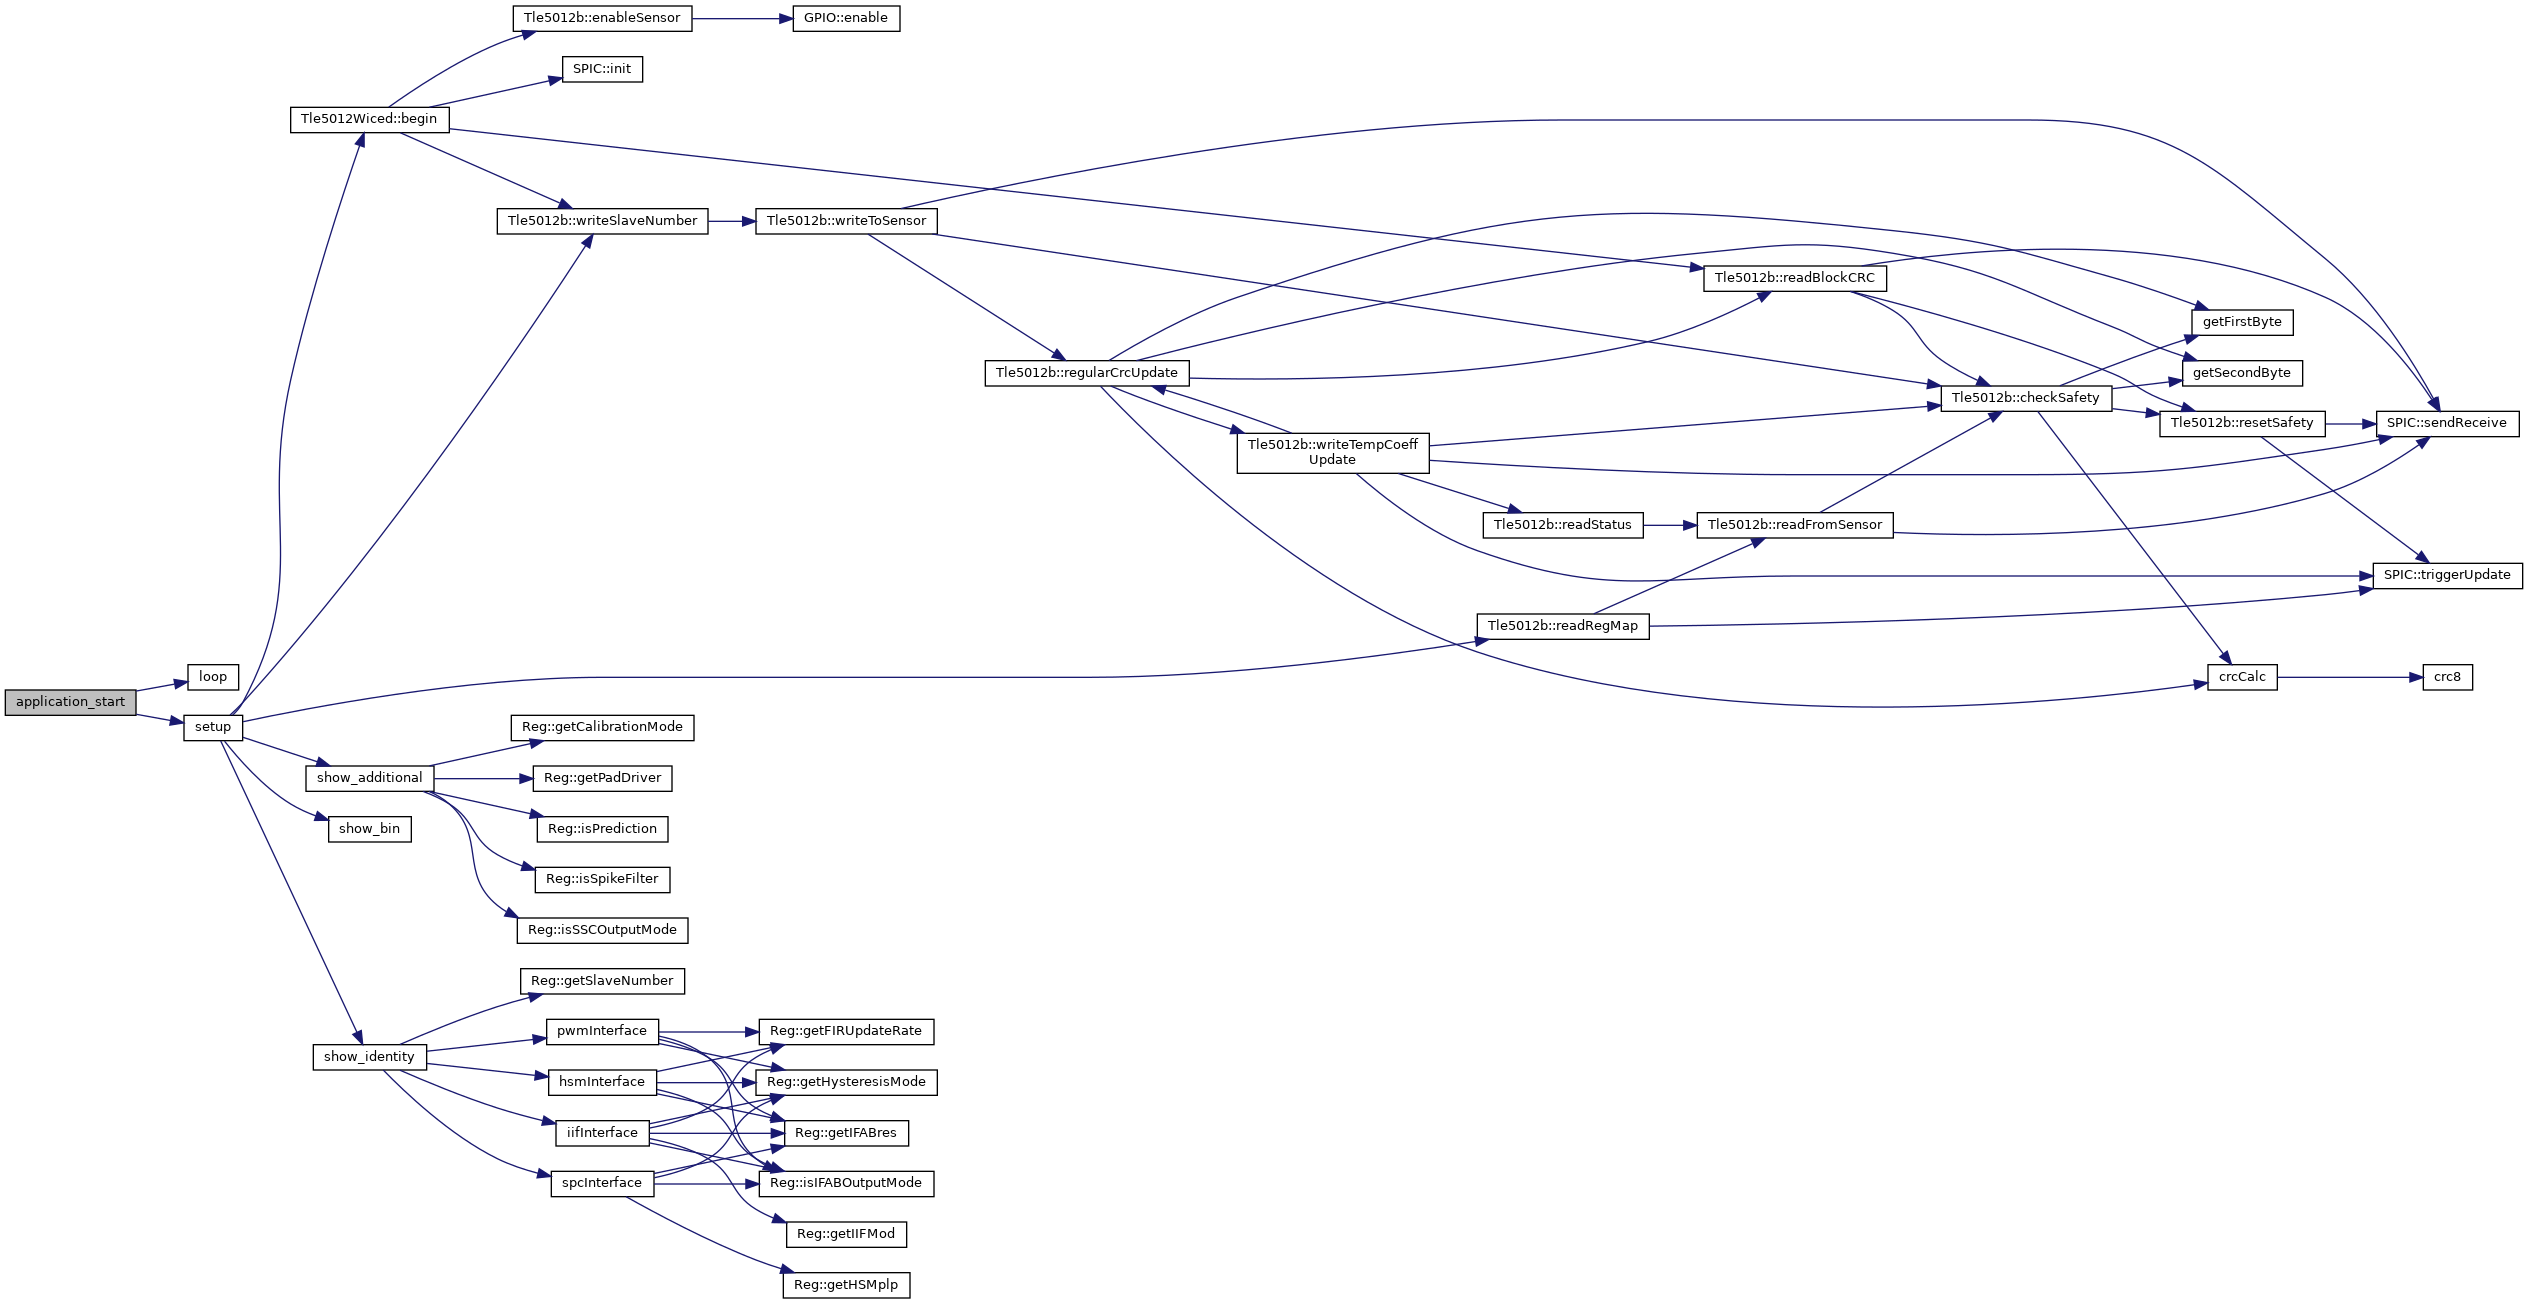 Tle5012b::enableSensor
GPIO::enable
SPIC::init
Tle5012Wiced::begin
Tle5012b::writeSlaveNumber
Tle5012b::writeToSensor
Tle5012b::readBlockCRC
getFirstByte
Tle5012b::regularCrcUpdate
getSecondByte
Tle5012b::checkSafety
Tle5012b::resetSafety
SPIC::sendReceive
Tle5012b::writeTempCoeff
Update
Tle5012b::readStatus
Tle5012b::readFromSensor
SPIC::triggerUpdate
Tle5012b::readRegMap
loop
crcCalc
crc8
application_start
setup
Reg::getCalibrationMode
show_additional
Reg::getPadDriver
show_bin
Reg::isPrediction
Reg::isSpikeFilter
Reg::isSSCOutputMode
Reg::getSlaveNumber
pwmInterface
Reg::getFIRUpdateRate
show_identity
hsmInterface
Reg::getHysteresisMode
iifInterface
Reg::getIFABres
spcInterface
Reg::isIFABOutputMode
Reg::getIIFMod
Reg::getHSMplp